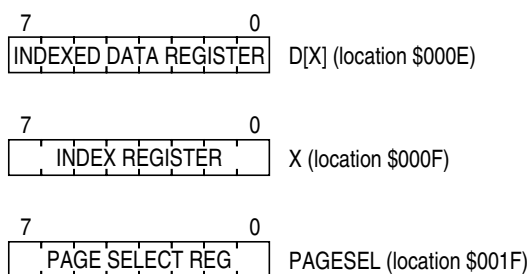 7 0
INDEXED DATA REGISTER D[X] (location $000E)
7 0
INDEX REGISTER X (location $000F)
7 0
PAGE SELECT REG PAGESEL (location $001F)